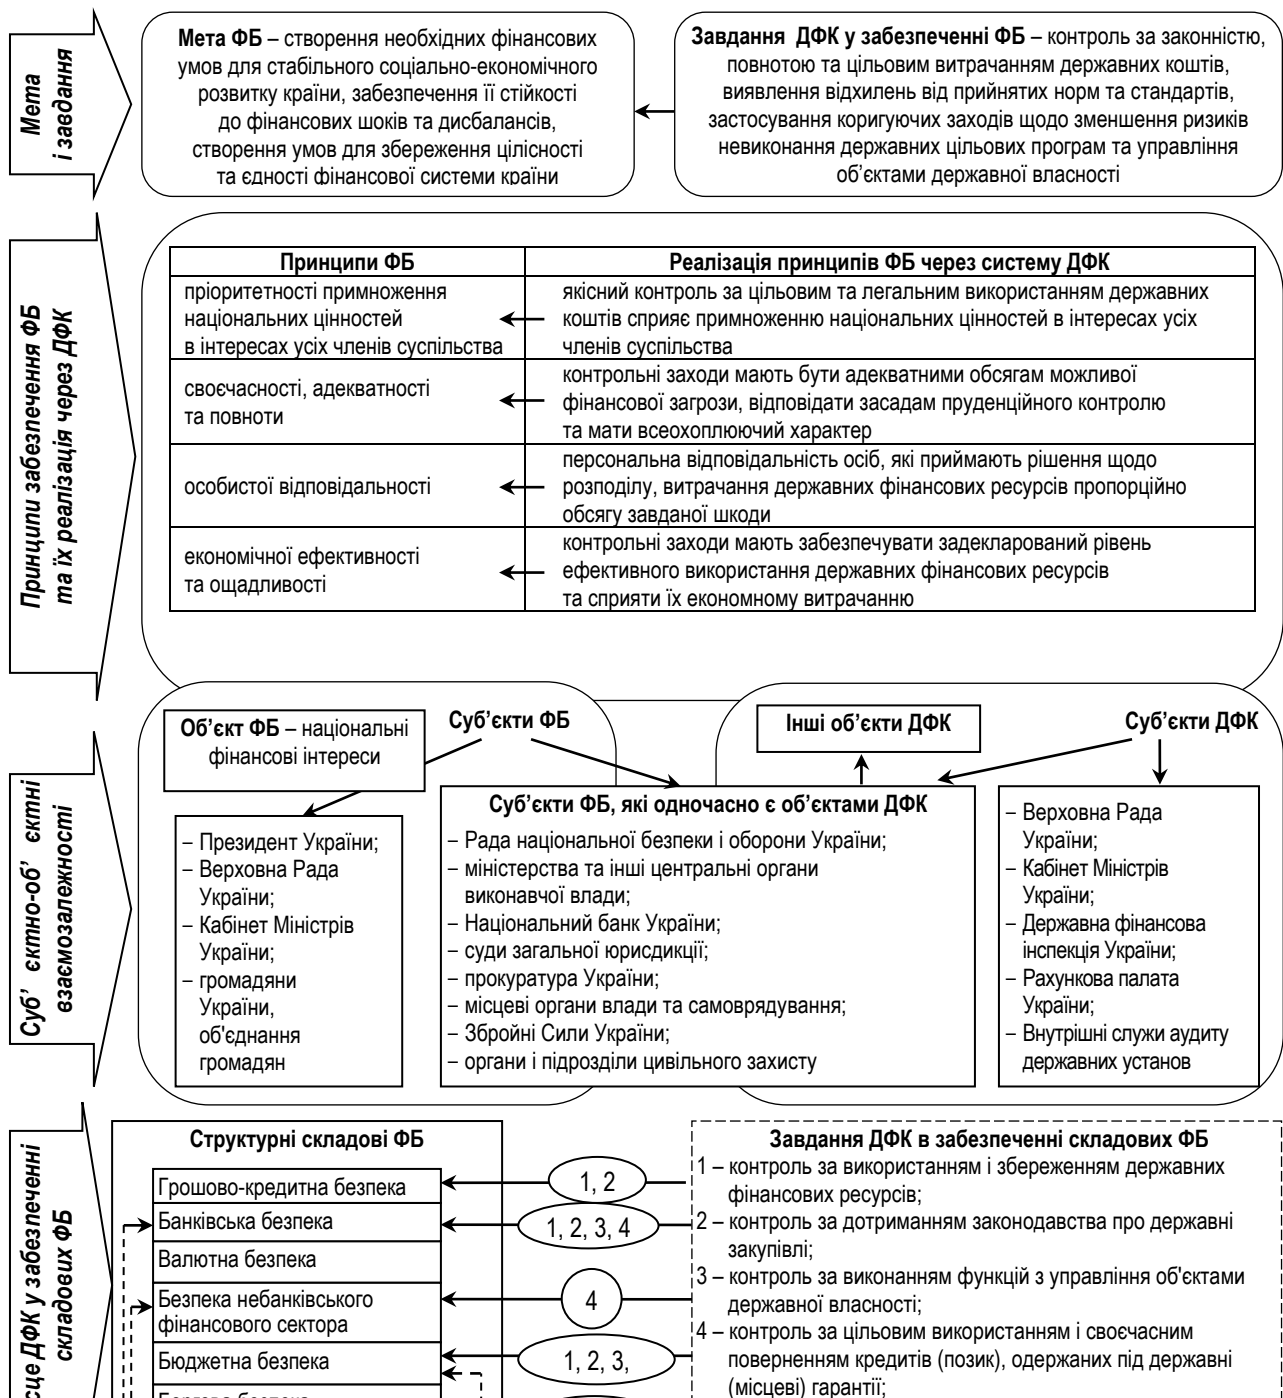 Мета
і завдання
Мета ФБ – створення необхідних фінансових
умов для стабільного соціально-економічного
розвитку країни, забезпечення її стійкості
до фінансових шоків та дисбалансів,
створення умов для збереження цілісності
та єдності фінансової системи країни
Завдання ДФК у забезпеченні ФБ – контроль за законністю,
повнотою та цільовим витрачанням державних коштів,
виявлення відхилень від прийнятих норм та стандартів,
застосування коригуючих заходів щодо зменшення ризиків
невиконання державних цільових програм та управління
об’єктами державної власності
Принципи забезпечення ФБ
та їх реалізація через ДФК
Принципи ФБ
Реалізація принципів ФБ через систему ДФК
пріоритетності примноження
національних цінностей
в інтересах усіх членів суспільства
якісний контроль за цільовим та легальним використанням державних
коштів сприяє примноженню національних цінностей в інтересах усіх
членів суспільства
своєчасності, адекватності
та повноти
контрольні заходи мають бути адекватними обсягам можливої
фінансової загрози, відповідати засадам пруденційного контролю
та мати всеохоплюючий характер
особистої відповідальності
персональна відповідальність осіб, які приймають рішення щодо
розподілу, витрачання державних фінансових ресурсів пропорційно
обсягу завданої шкоди
економічної ефективності
та ощадливості
контрольні заходи мають забезпечувати задекларований рівень
ефективного використання державних фінансових ресурсів
та сприяти їх економному витрачанню
Суб’ єктно-об’ єктні
взаємозалежності
Об’єкт ФБ – національні
фінансові інтереси
Суб’єкти ФБ
Інші об’єкти ДФК
Суб’єкти ДФК
– Президент України;
– Верховна Рада
України;
– Кабінет Міністрів
України;
– громадяни
України,
об'єднання
громадян
Суб’єкти ФБ, які одночасно є об’єктами ДФК
– Рада національної безпеки і оборони України;
– міністерства та інші центральні органи
виконавчої влади;
– Національний банк України;
– суди загальної юрисдикції;
– прокуратура України;
– місцеві органи влади та самоврядування;
– Збройні Сили України;
– органи і підрозділи цивільного захисту
– Верховна Рада
України;
– Кабінет Міністрів
України;
– Державна фінансова
інспекція України;
– Рахункова палата
України;
– Внутрішні служби аудиту
державних установ
ДФК у забезпеченні
складових ФБ
Структурні складові ФБ
Грошово-кредитна безпека
Банківська безпека
Валютна безпека
Безпека небанківського
фінансового сектора
Бюджетна безпека
1, 2
1, 2, 3, 4
4
1, 2, 3,
Завдання ДФК в забезпеченні складових ФБ
1 – контроль за використанням і збереженням державних
фінансових ресурсів;
2 – контроль за дотриманням законодавства про державні
закупівлі;
3 – контроль за виконанням функцій з управління об'єктами
державної власності;
4 – контроль за цільовим використанням і своєчасним
поверненням кредитів (позик), одержаних під державні
(місцеві) гарантії;